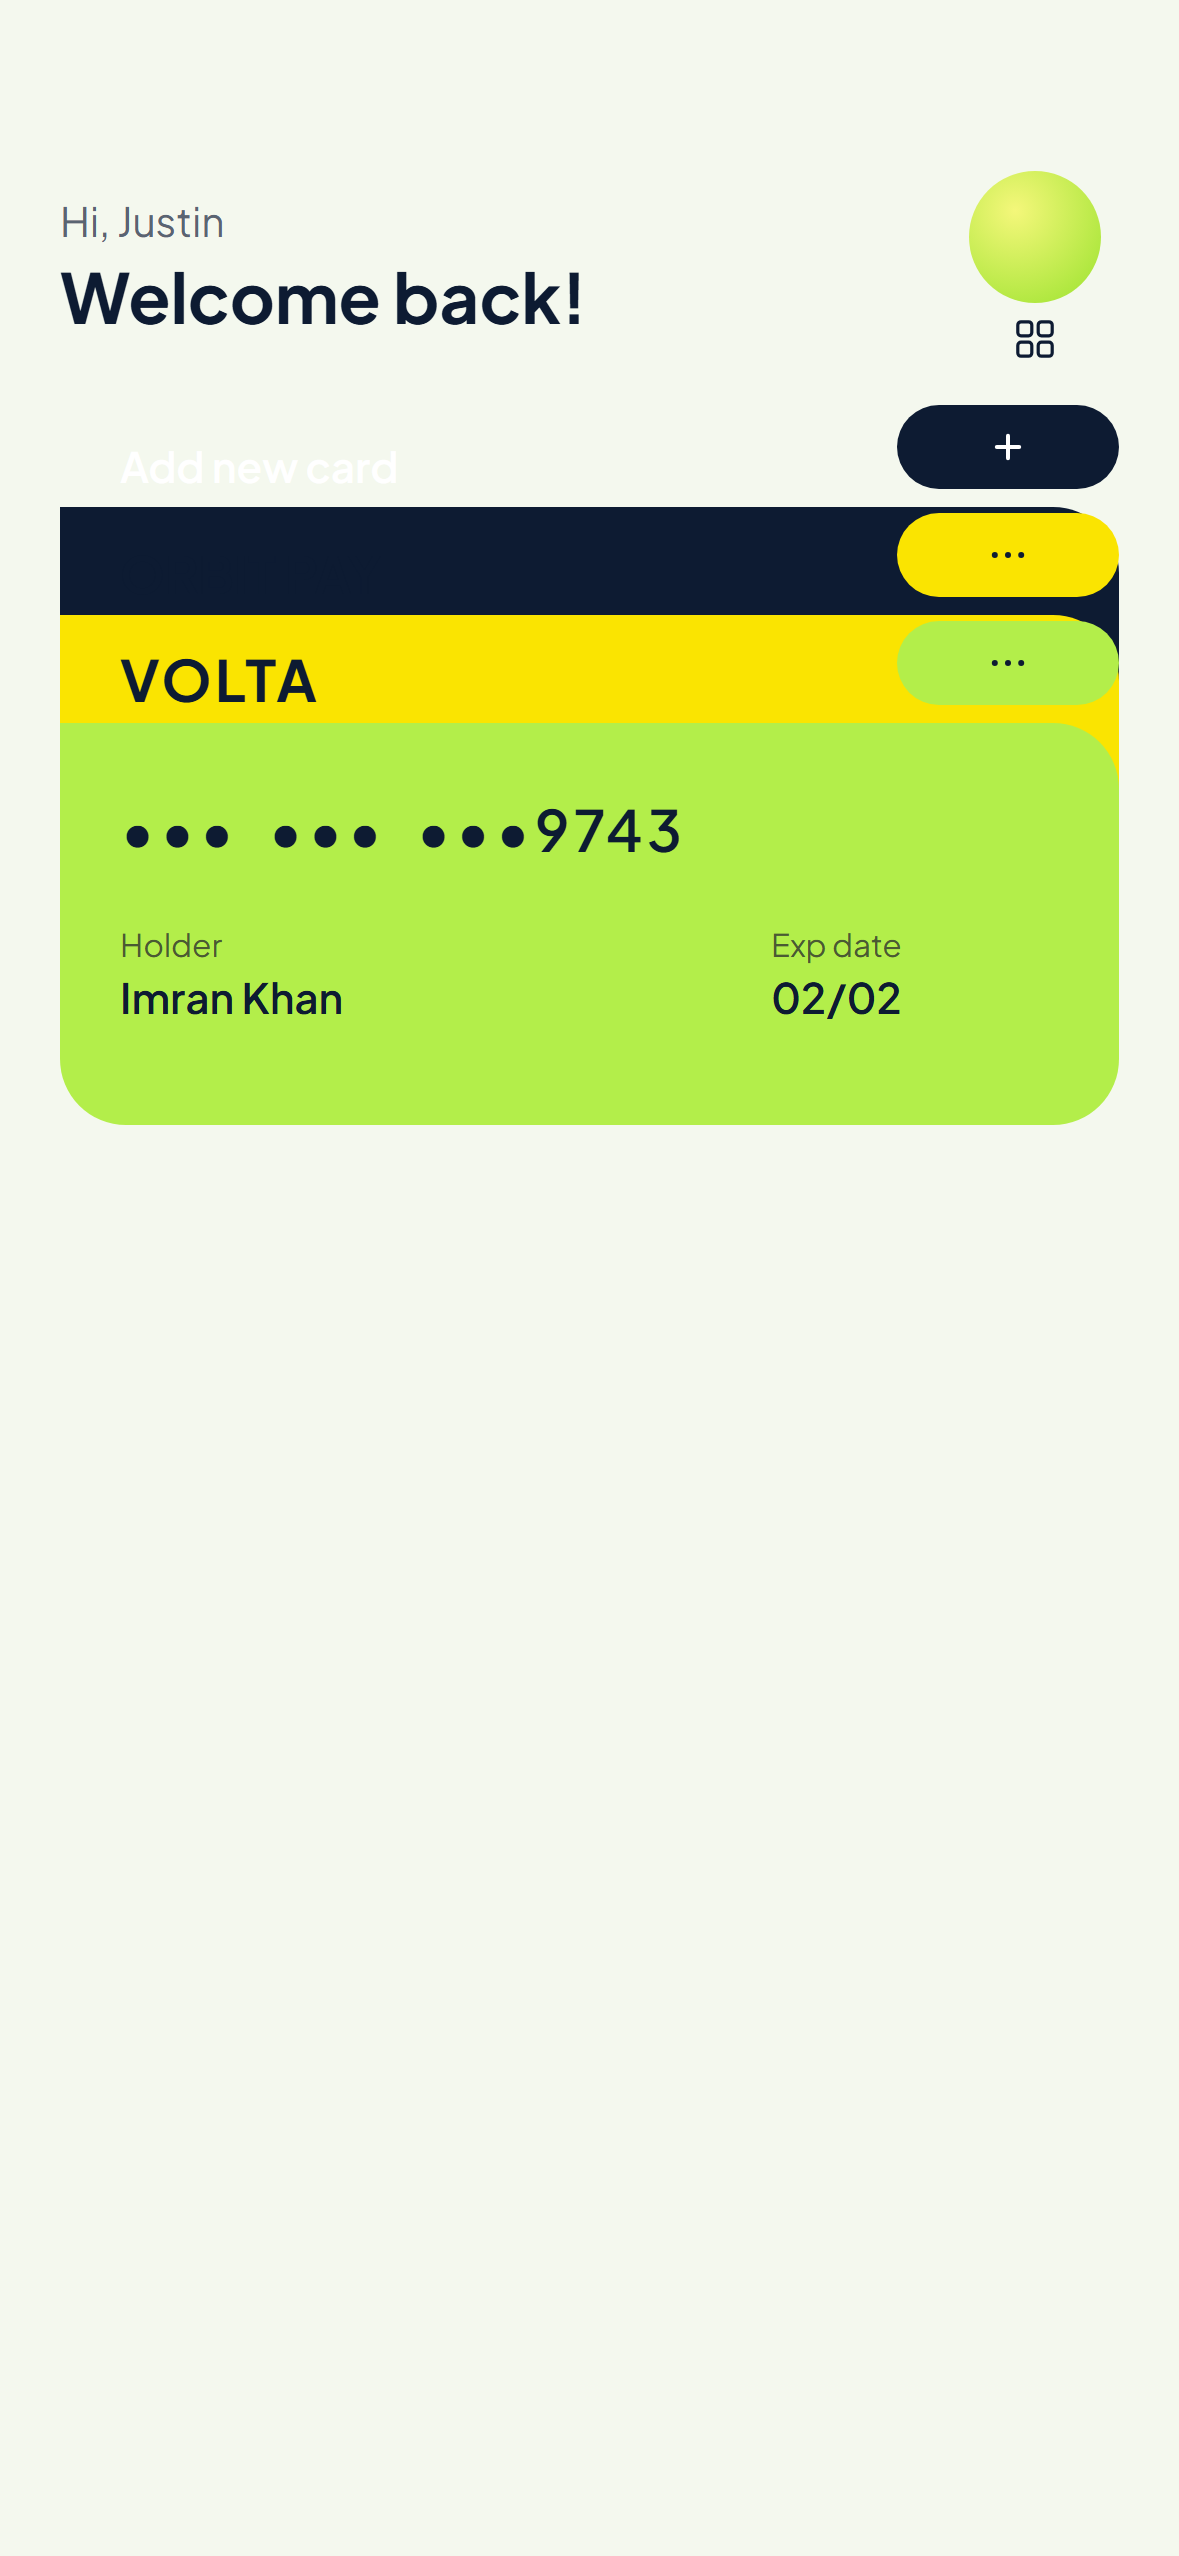 Hi, Justin
Welcome back!
Add new card
VOLTA
••• ••• •••9743
Holder
Exp date
Imran Khan
02/02